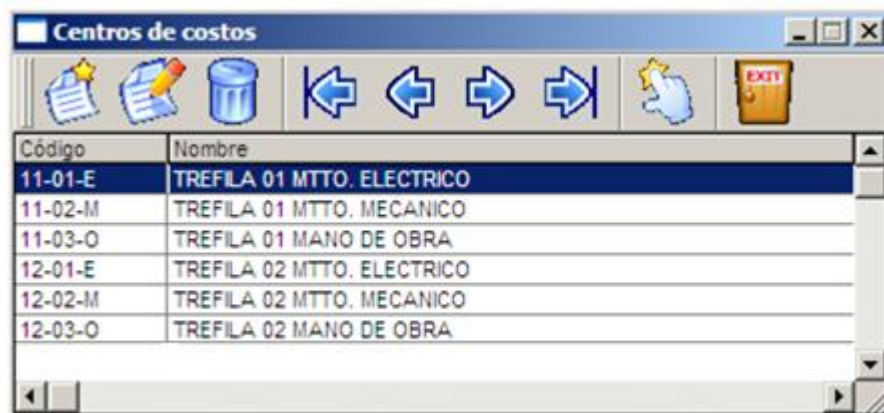 Centros de costos
EXIT
Código Nombre
11-01-E TREFILA 01 MTTO. ELECTRICO
11-02-M TREFILA 01 MTTO. MECANICO
11-03-O TREFILA 01 MANO DE OBRA
12-01-E TREFILA 02 MTTO. ELECTRICO
12-02-M TREFILA 02 MTTO. MECANICO
12-03-O TREFILA 02 MANO DE OBRA